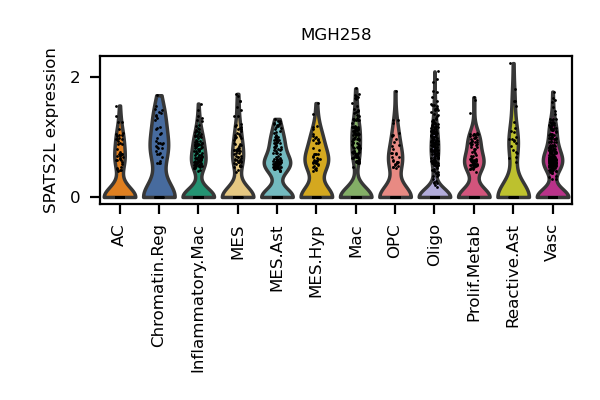 MGH258
SPATS2L expression
2
0
AC
Chromatin.Reg
Inflammatory.Mac
MES
MES.Ast
MES.Hyp
Mac
OPC
Oligo
Prolif.Metab
Reactive.Ast
Vasc